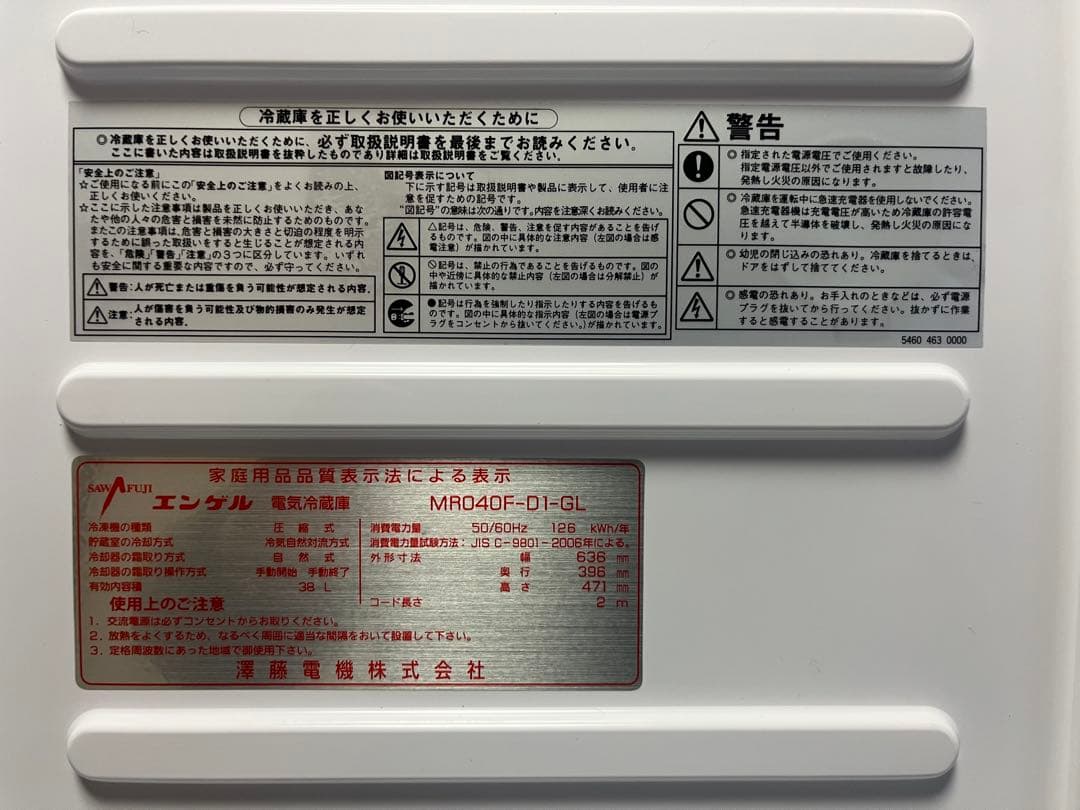 冷蔵庫を正しくお使いいただくために
◎冷蔵庫を正しくお使いいただくために、必ず取扱説明書を最後までお読みください。
ここに書いた内容は取扱説明書を抜粋したものであり詳細は取扱説明書をご覧ください。
「安全上のご注意」
☆ご使用になる前にこの「安全上のご注意」をよくお読みの上、
正しくお使いください。
☆ここに示した注意事項は製品を正しくお使いいただき、あな
たや他の人々の危害と損害を未然に防止するためのものです。
またこの注意事項は、危害と損害の大きさと切迫の程度を明示
するために誤った取扱いをすると生じることが想定される内
容を、「危険」「警告」「注意」の3つに区分しています。いずれ
も安全に関する重要な内容ですので、必ず守ってください。
警告:人が死亡または重傷を負う可能性が想定される内容.
注意:人が傷害を負う可能性及び物的損害のみ発生が想定
される内容.
図記号表示について
下に示す記号は取扱説明書や製品に表示して、使用者に注
意を促すための記号です。
"図記号"の意味は次の通りです。内容を注意深くお読みください。
△記号は、危険、警告、注意を促す内容があることを告げ
るものです。図の中に具体的な注意内容（左図の場合は感
電注意）が描かれています。
記号は、禁止の行為であることを告げるものです。図の
中や近傍に具体的な禁止内容（左図の場合は分解禁止）が
描かれています。
●記号は行為を強制したり指示したりする内容を告げるも
のです。図の中に具体的な指示内容（左図の場合は電源プ
ラグをコンセントから抜いてください。）が描かれています。
警告
◎指定された電源電圧でご使用ください。
指定電源電圧以外でご使用されますと故障したり、
発熱し火災の原因になります。
◎冷蔵庫を運転中に急速充電器を使用しないでください。
急速充電器機は充電電圧が高いため冷蔵庫の許容電
圧を越えて半導体を破壊し、発熱し火災の原因にな
ります。
◎幼児の閉じ込みの恐れあり。冷蔵庫を捨てるときは、
ドアをはずして捨ててください。
◎感電の恐れあり。お手入れのときなどは、必ず電源
プラグを抜いてから行ってください。抜かずに作業
すると感電することがあります。
5460 463 0000
家庭用品品質表示法による表示
SAWAFUJI エンゲル 電気冷蔵庫 MR040F-D1-GL
冷凍機の種類 圧縮式
貯蔵室の冷却方式 冷気自然対流方式
冷却器の霜取り方式 自然式
冷却器の霜取り操作方式 手動開始 手動終了
有効内容積 38 L
消費電力量 50/60Hz 126 kWh/年
消費電力量試験方法：JIS C-9801-2006年による。
外形寸法 幅 636 mm
奥行 396 mm
高さ 471 mm
コード長さ 2 m
使用上のご注意
1. 交流電源は必ずコンセントからお取りください。
2. 放熱をよくするため、なるべく周囲に適当な間隔をおいて設置して下さい。
3. 定格周波数にあった地域で御使用下さい。
澤藤電機株式会社